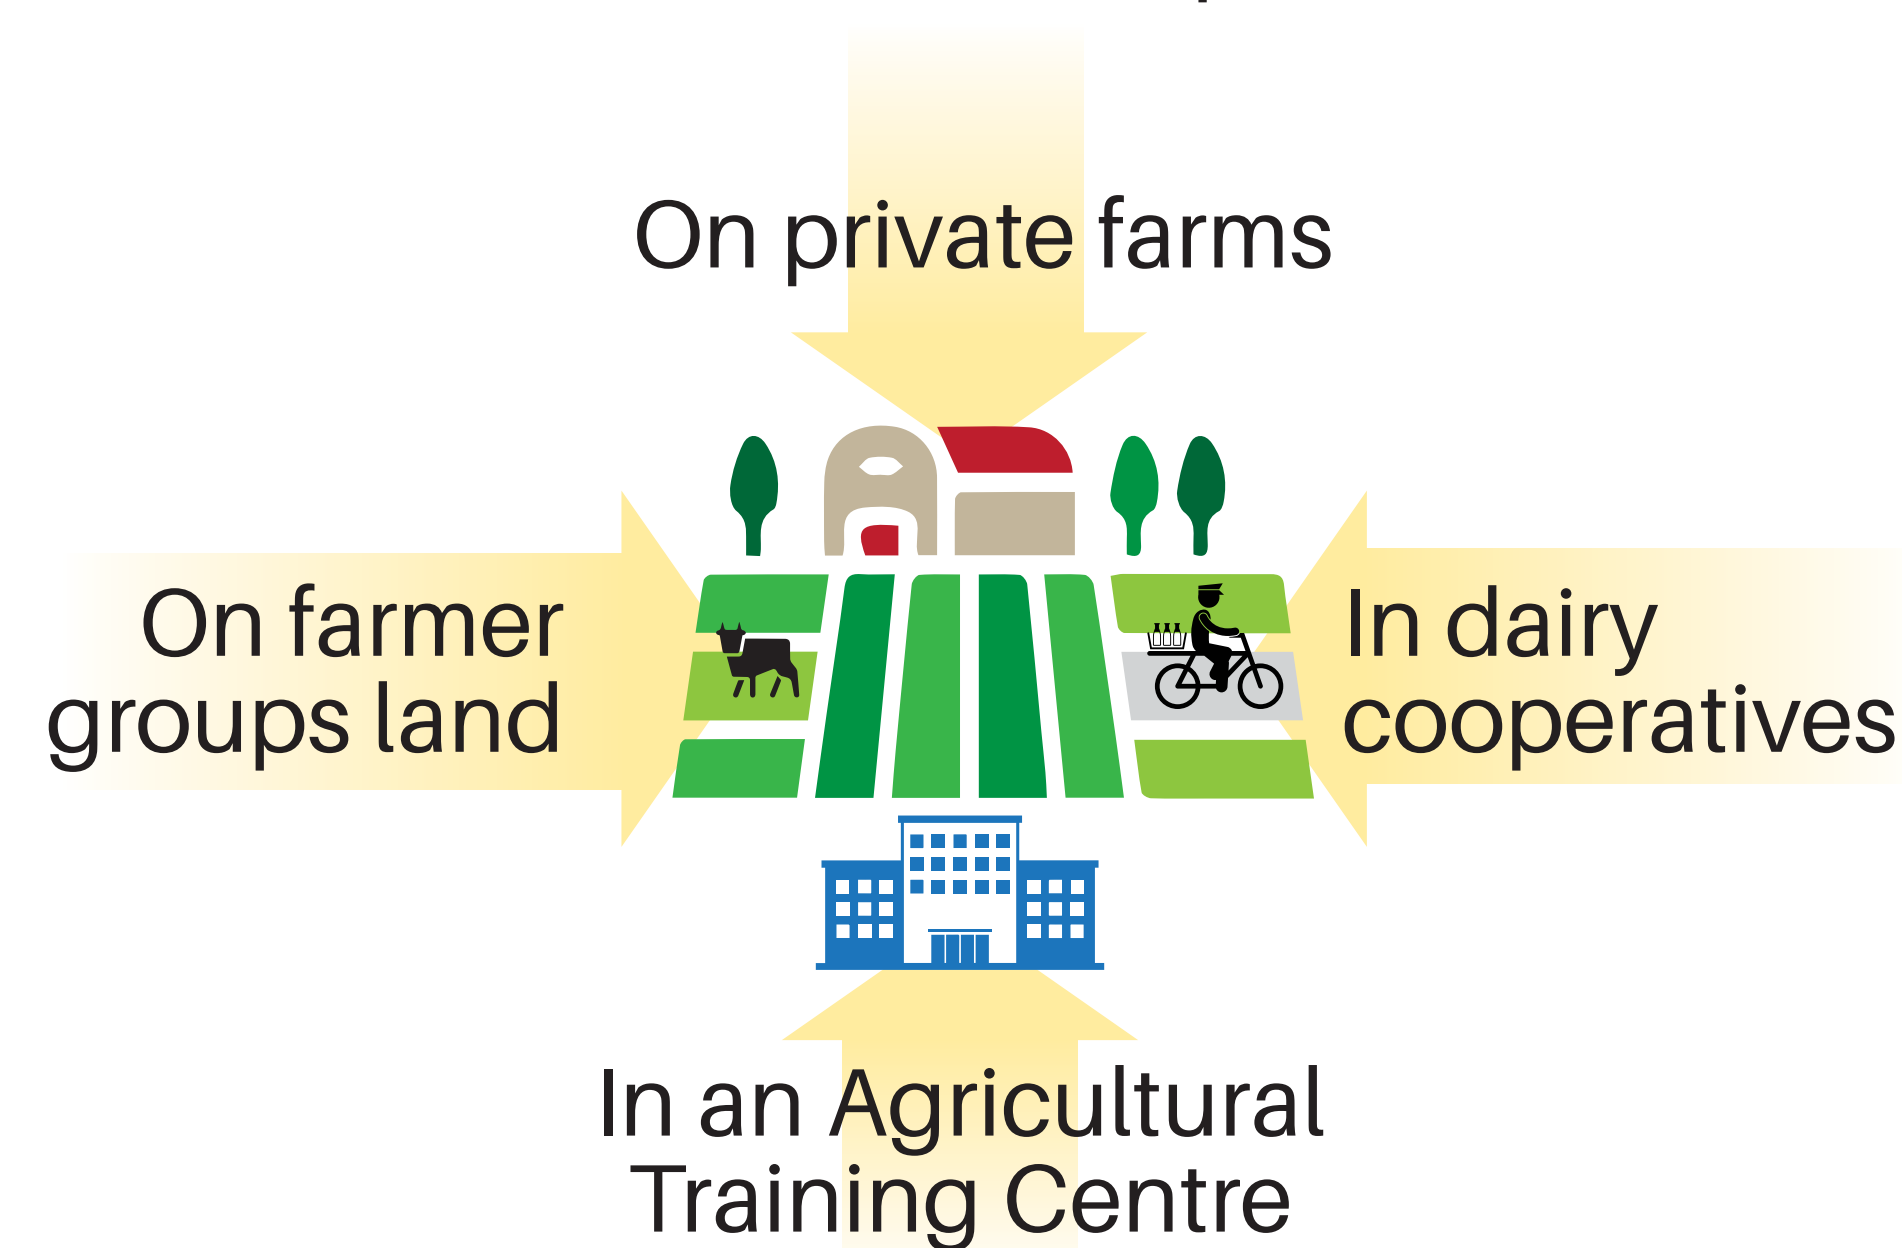 On private farms
On farmer
groups land
In dairy
cooperatives
In an Agricultural
Training Centre